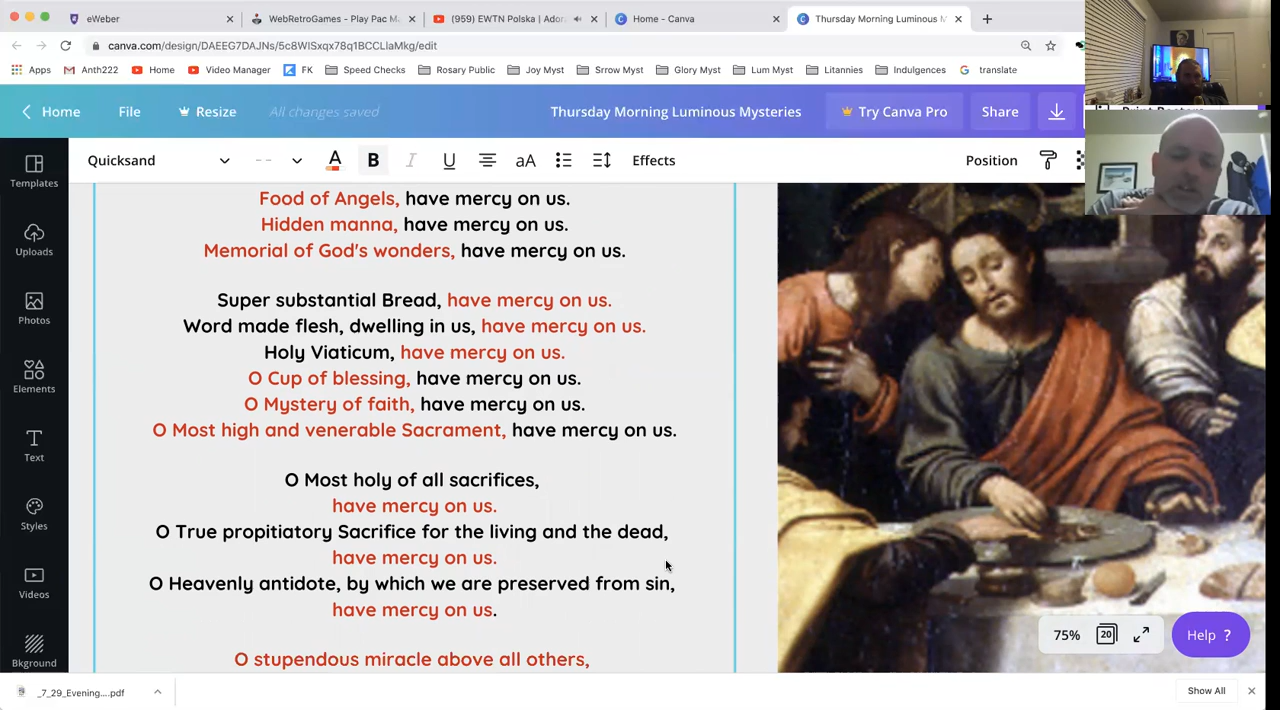 eWeber
WebRetroGames - Play Pac M
(959) EWTN Polska | Ador
Home - Canva
Thursday Morning Luminous M
canva.com/design/DAEEG7DAJNs/5c8WlSxqx78q1BCCLlaMkg/edit
Apps
Anth222
Home
Video Manager
FK
Speed Checks
Rosary Public
Joy Myst
Srrow Myst
Glory Myst
Lum Myst
Litannies
Indulgences
translate
Home
File
Resize
All changes saved
Thursday Morning Luminous Mysteries
Try Canva Pro
Share
Quicksand
A
B
I
U
aA
Effects
Position
Templates
Uploads
Photos
Elements
T
Text
Styles
Videos
Bkground
Food of Angels, have mercy on us.
Hidden manna, have mercy on us.
Memorial of God's wonders, have mercy on us.
Super substantial Bread, have mercy on us.
Word made flesh, dwelling in us, have mercy on us.
Holy Viaticum, have mercy on us.
O Cup of blessing, have mercy on us.
O Mystery of faith, have mercy on us.
O Most high and venerable Sacrament, have mercy on us.
O Most holy of all sacrifices,
have mercy on us.
O True propitiatory Sacrifice for the living and the dead,
have mercy on us.
O Heavenly antidote, by which we are preserved from sin,
have mercy on us.
O stupendous miracle above all others,
75%
20
Help ?
_7_29_Evening....pdf
Show All